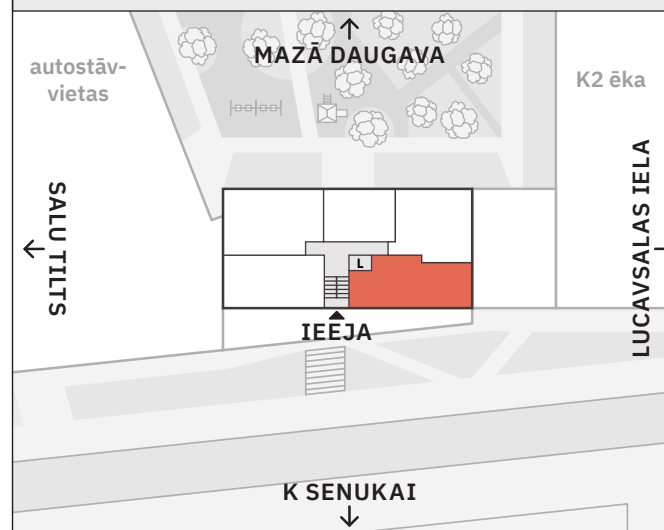 MAZĀ DAUGAVA
autostāv-
vietas
K2 ēka
SALU TILTS
LUCAVSALAS IELA
L
IEEJA
K SENUKAI